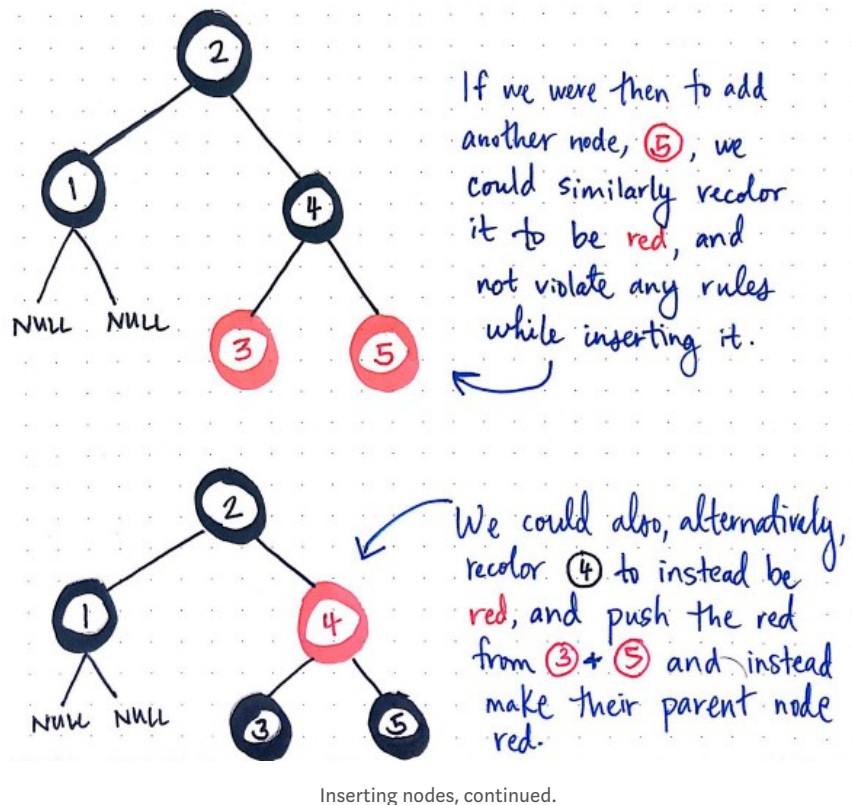 2
1
4
NULL NULL
3
5
If we were then to add
another node, 5, we
could similarly recolor
it to be red, and
not violate any rules
while inserting it.
2
1
4
NULL NULL
3
5
We could also, alternatively,
recolor 4 to instead be
red, and push the red
from 3 + 5 and instead
make their parent node
red.
Inserting nodes, continued.